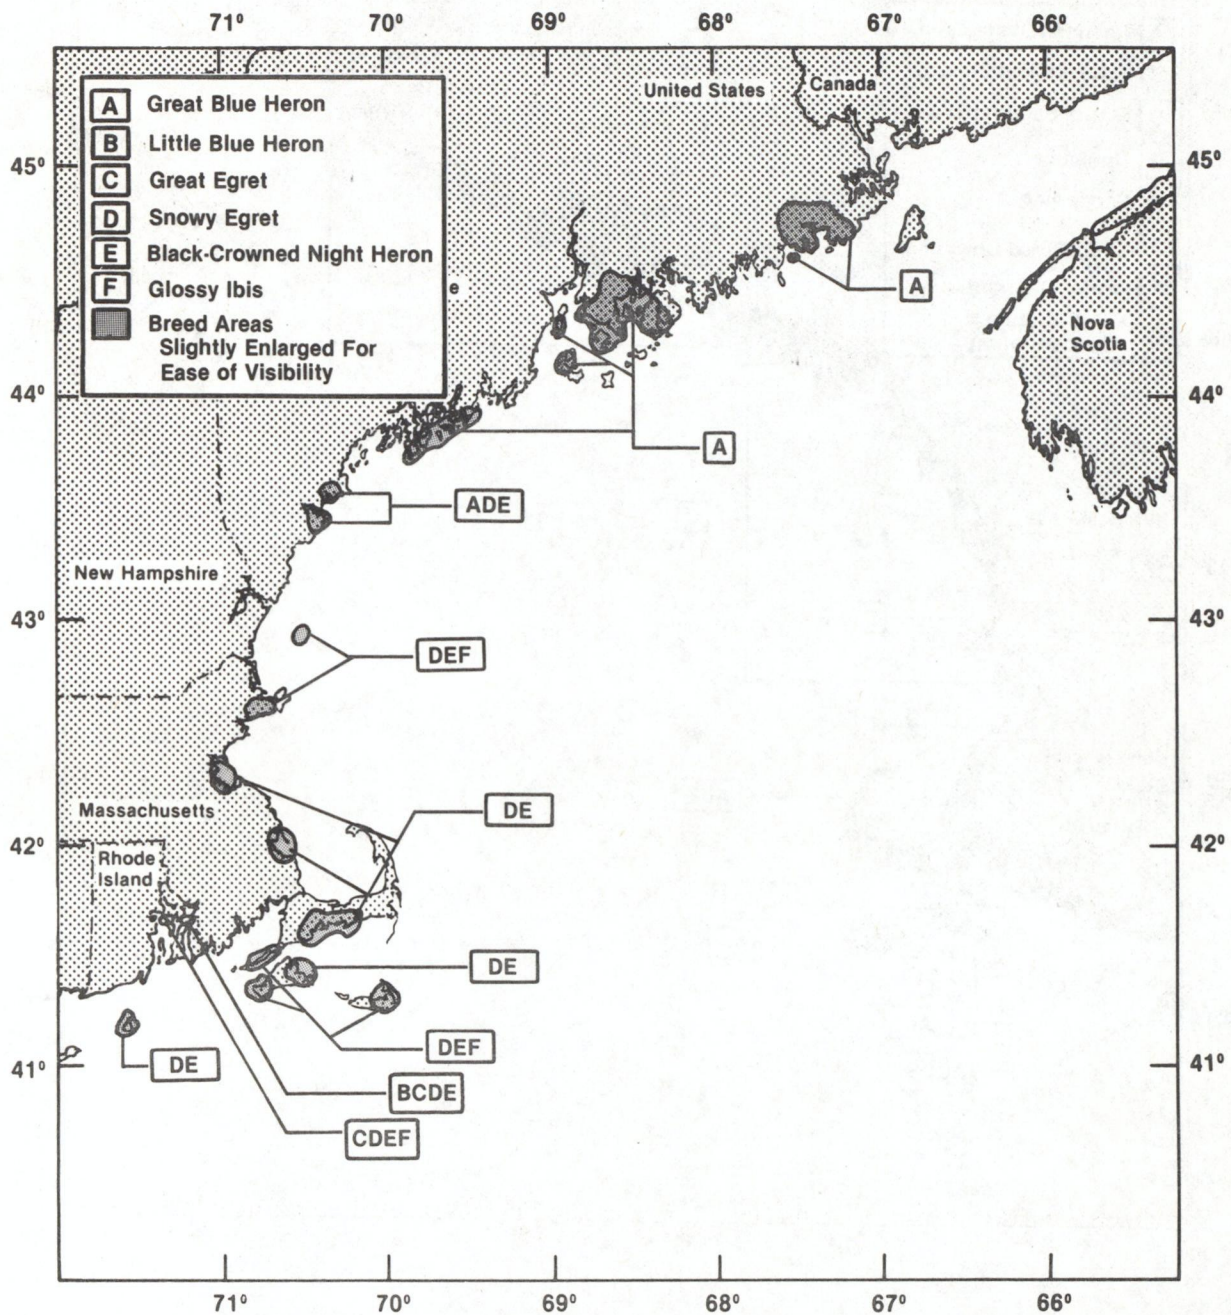 71° 70° 69° 68° 67° 66°
United States
Canada
A Great Blue Heron
B Little Blue Heron
C Great Egret
D Snowy Egret
E Black-Crowned Night Heron
F Glossy Ibis
Breed Areas
Slightly Enlarged For
Ease of Visibility
e
45° 45°
A
Nova
Scotia
44° 44°
A
ADE
New Hampshire
43° 43°
DEF
Massachusetts
DE
42° 42°
Rhode
Island
DE
DEF
DE
41° 41°
BCDE
CDEF
71° 70° 69° 68° 67° 66°